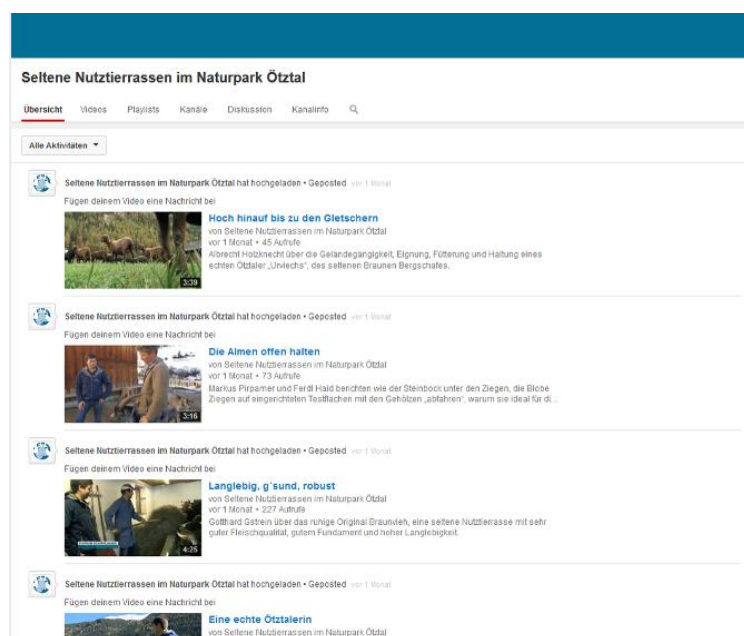 Seltene Nutztierrassen im Naturpark Ötztal
Übersicht Videos Playlists Kanäle Diskussion Kanalinfo
Alle Aktivitäten
Seltene Nutztierrassen im Naturpark Ötztal hat hochgeladen • Geposted vor 1 Monat
Fügen deinem Video eine Nachricht bei
Hoch hinauf bis zu den Gletschern
von Seltene Nutztierrassen im Naturpark Ötztal
vor 1 Monat • 45 Aufrufe
Albrecht Holzknecht über die Geländegängigkeit, Eignung, Fütterung und Haltung eines
echten Ötztaler „Urviechs“, des seltenen Braunen Bergschafes.
3:39
Seltene Nutztierrassen im Naturpark Ötztal hat hochgeladen • Geposted vor 1 Monat
Fügen deinem Video eine Nachricht bei
Die Almen offen halten
von Seltene Nutztierrassen im Naturpark Ötztal
vor 1 Monat • 73 Aufrufe
Markus Pirpamer und Ferdl Haid berichten wie der Steinbock unter den Ziegen, die Blobe
Ziegen auf eingerichteten Testflächen mit den Gehölzen „abfahren“, warum sie ideal für di...
3:16
Seltene Nutztierrassen im Naturpark Ötztal hat hochgeladen • Geposted vor 1 Monat
Fügen deinem Video eine Nachricht bei
Langlebig, g´sund, robust
von Seltene Nutztierrassen im Naturpark Ötztal
vor 1 Monat • 227 Aufrufe
Gotthard Gstrein über das ruhige Original Braunvieh, eine seltene Nutztierrasse mit sehr
guter Fleischqualität, gutem Fundament und hoher Langlebigkeit.
4:25
Seltene Nutztierrassen im Naturpark Ötztal hat hochgeladen • Geposted vor 1 Monat
Fügen deinem Video eine Nachricht bei
Eine echte Ötztalerin
von Seltene Nutztierrassen im Naturpark Ötztal